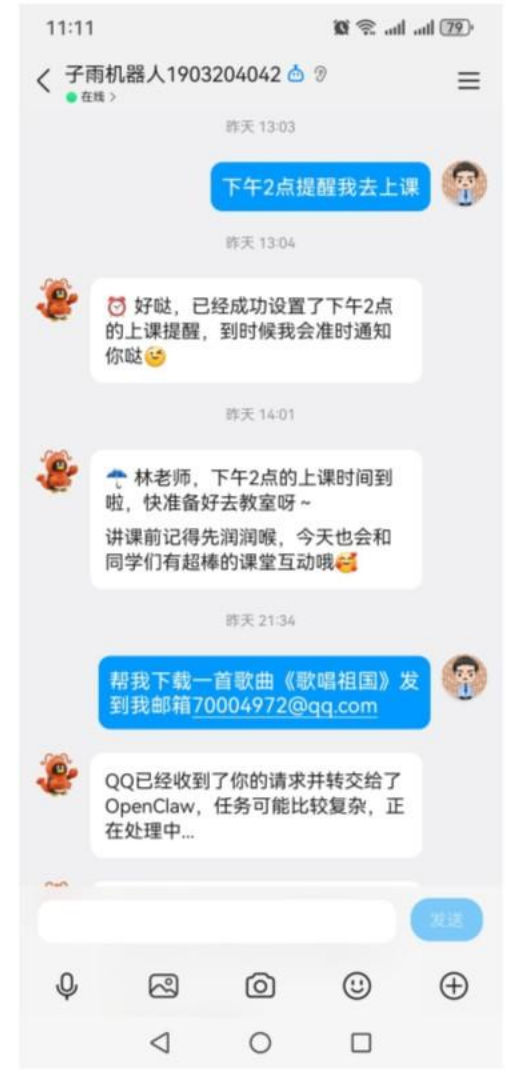 11:11
79
子雨机器人1903204042
在线 >
昨天 13:03
下午2点提醒我去上课
昨天 13:04
⏰ 好哒，已经成功设置了下午2点
的上课提醒，到时候我会准时通知
你哒😉
昨天 14:01
☂ 林老师，下午2点的上课时间到
啦，快准备好去教室呀～
讲课前记得先润润喉，今天也会和
同学们有超棒的课堂互动哦🥰
昨天 21:34
帮我下载一首歌曲《歌唱祖国》发
到我邮箱70004972@qq.com
QQ已经收到了你的请求并转交给了
OpenClaw，任务可能比较复杂，正
在处理中...
发送